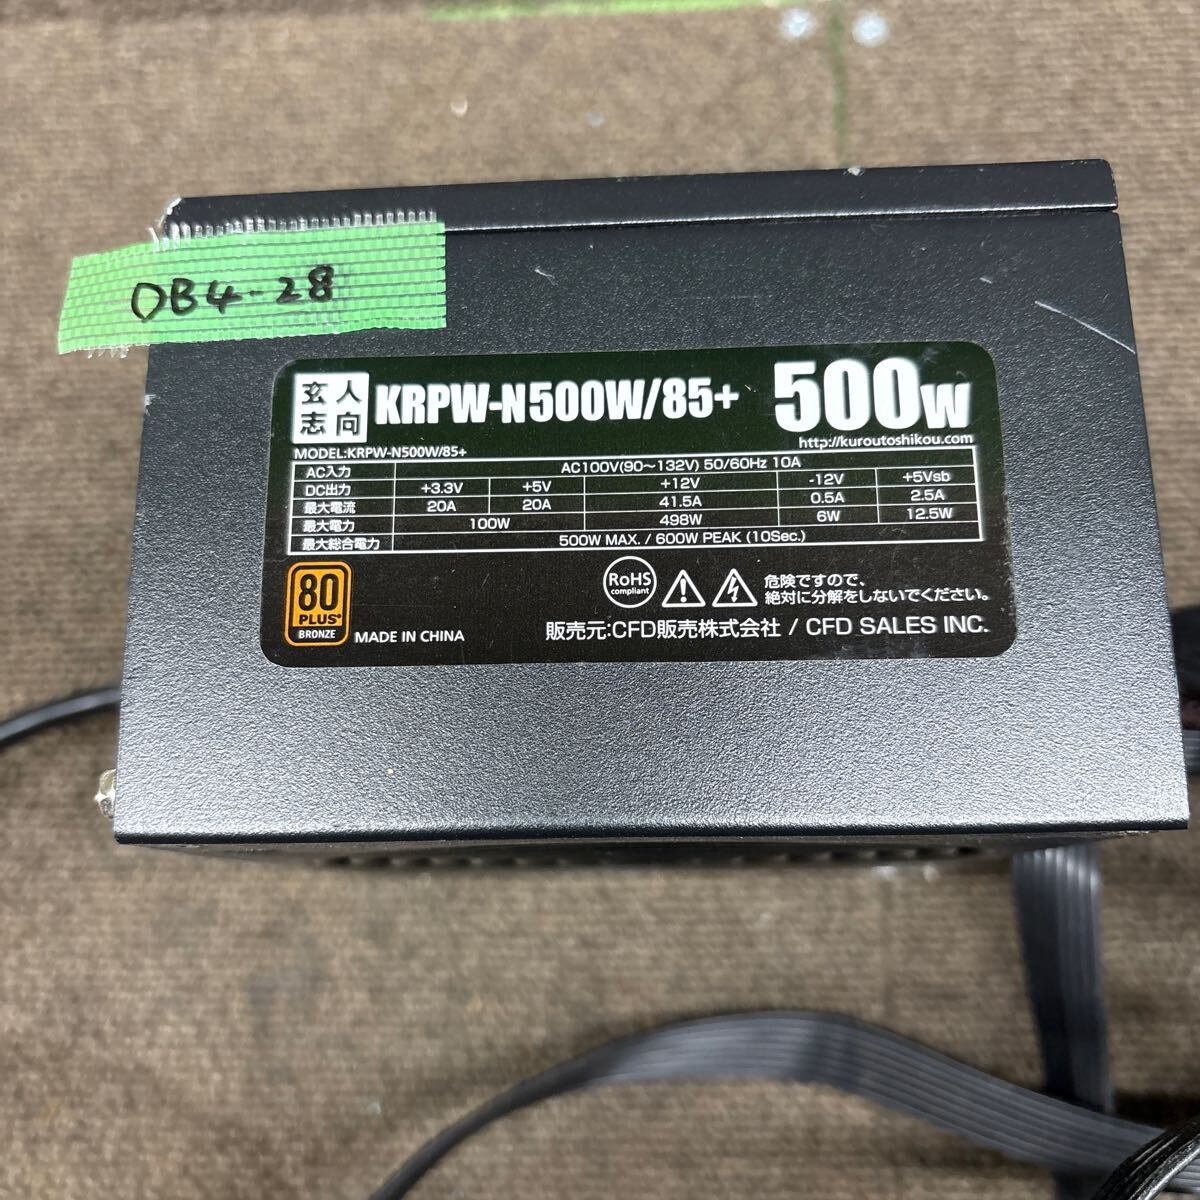 OB4-28
玄人
志向
KRPW-N500W/85+ 500W
http://kuroutoshikou.com
MODEL:KRPW-N500W/85+
AC入力 AC100V(90〜132V) 50/60Hz 10A
DC出力 +3.3V +5V +12V -12V +5Vsb
最大電流 20A 20A 41.5A 0.5A 2.5A
最大電力 100W 498W 6W 12.5W
最大総合電力 500W MAX. / 600W PEAK (10Sec.)
80
PLUS
BRONZE
MADE IN CHINA
RoHS
compliant
危険ですので、
絶対に分解をしないでください。
販売元:CFD販売株式会社 / CFD SALES INC.